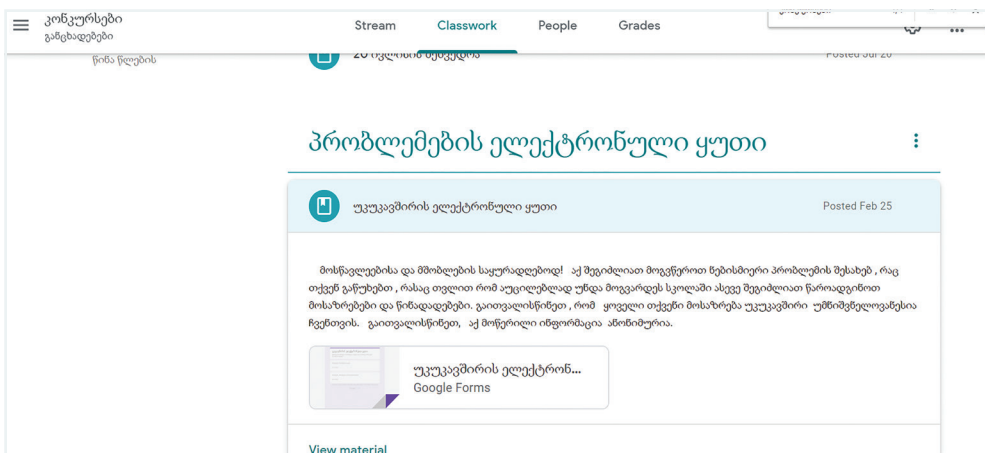 კონკურსები
განცხადებები
Stream Classwork People Grades
წინა წლების
20 ივლისის შეხვედრა Posted Jul 20
პრობლემების ელექტრონული ყუთი
უკუკავშირის ელექტრონული ყუთი Posted Feb 25
მოსწავლეებისა და მშობლების საყურადღებოდ! აქ შეგიძლიათ მოგვწეროთ ნებისმიერი პრობლემის შესახებ , რაც
თქვენ გაწუხებთ , რასაც თვლით რომ აუცილებლად უნდა მოგვარდეს სკოლაში ასევე შეგიძლიათ წარმოადგინოთ
მოსაზრებები და წინადადებები. გაითვალისწინეთ , რომ ყოველი თქვენი მოსაზრება უკუკავშირი უმნიშვნელოვანესია
ჩვენთვის. გაითვალისწინეთ, აქ მოწერილი ინფორმაცია ანონიმურია.
უკუკავშირის ელექტრონ...
Google Forms
View material